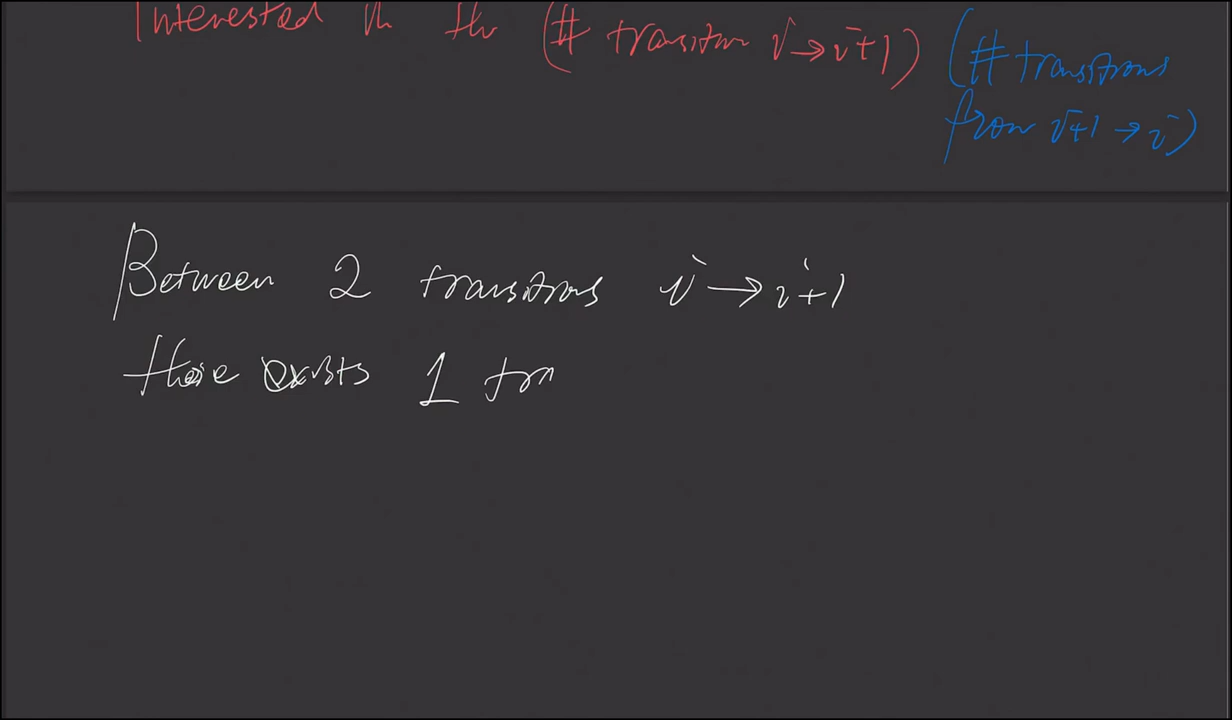 Interested in the (# transition i→i+1) (# transitions
from i+1 → i)
Between 2 transitions i → i+1
there exists 1 tra